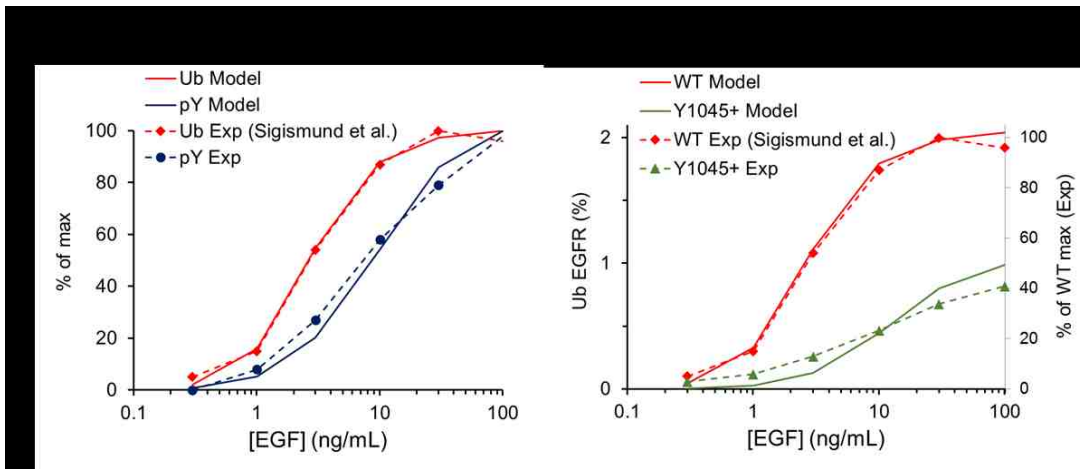 Ub Model
pY Model
Ub Exp (Sigismund et al.)
pY Exp
100
80
60
40
20
0
% of max
0.1
1
10
100
[EGF] (ng/mL)
WT Model
Y1045+ Model
WT Exp (Sigismund et al.)
Y1045+ Exp
2
1
0
Ub EGFR (%)
100
80
60
40
20
0
% of WT max (Exp)
0.1
1
10
100
[EGF] (ng/mL)